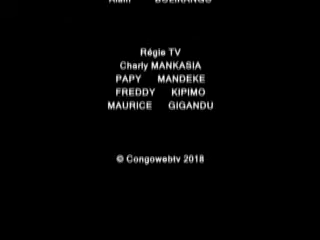 Régie TV
Charly MANKASIA
PAPY MANDEKE
FREDDY KIPIMO
MAURICE GIGANDU
© Congowebtv 2018